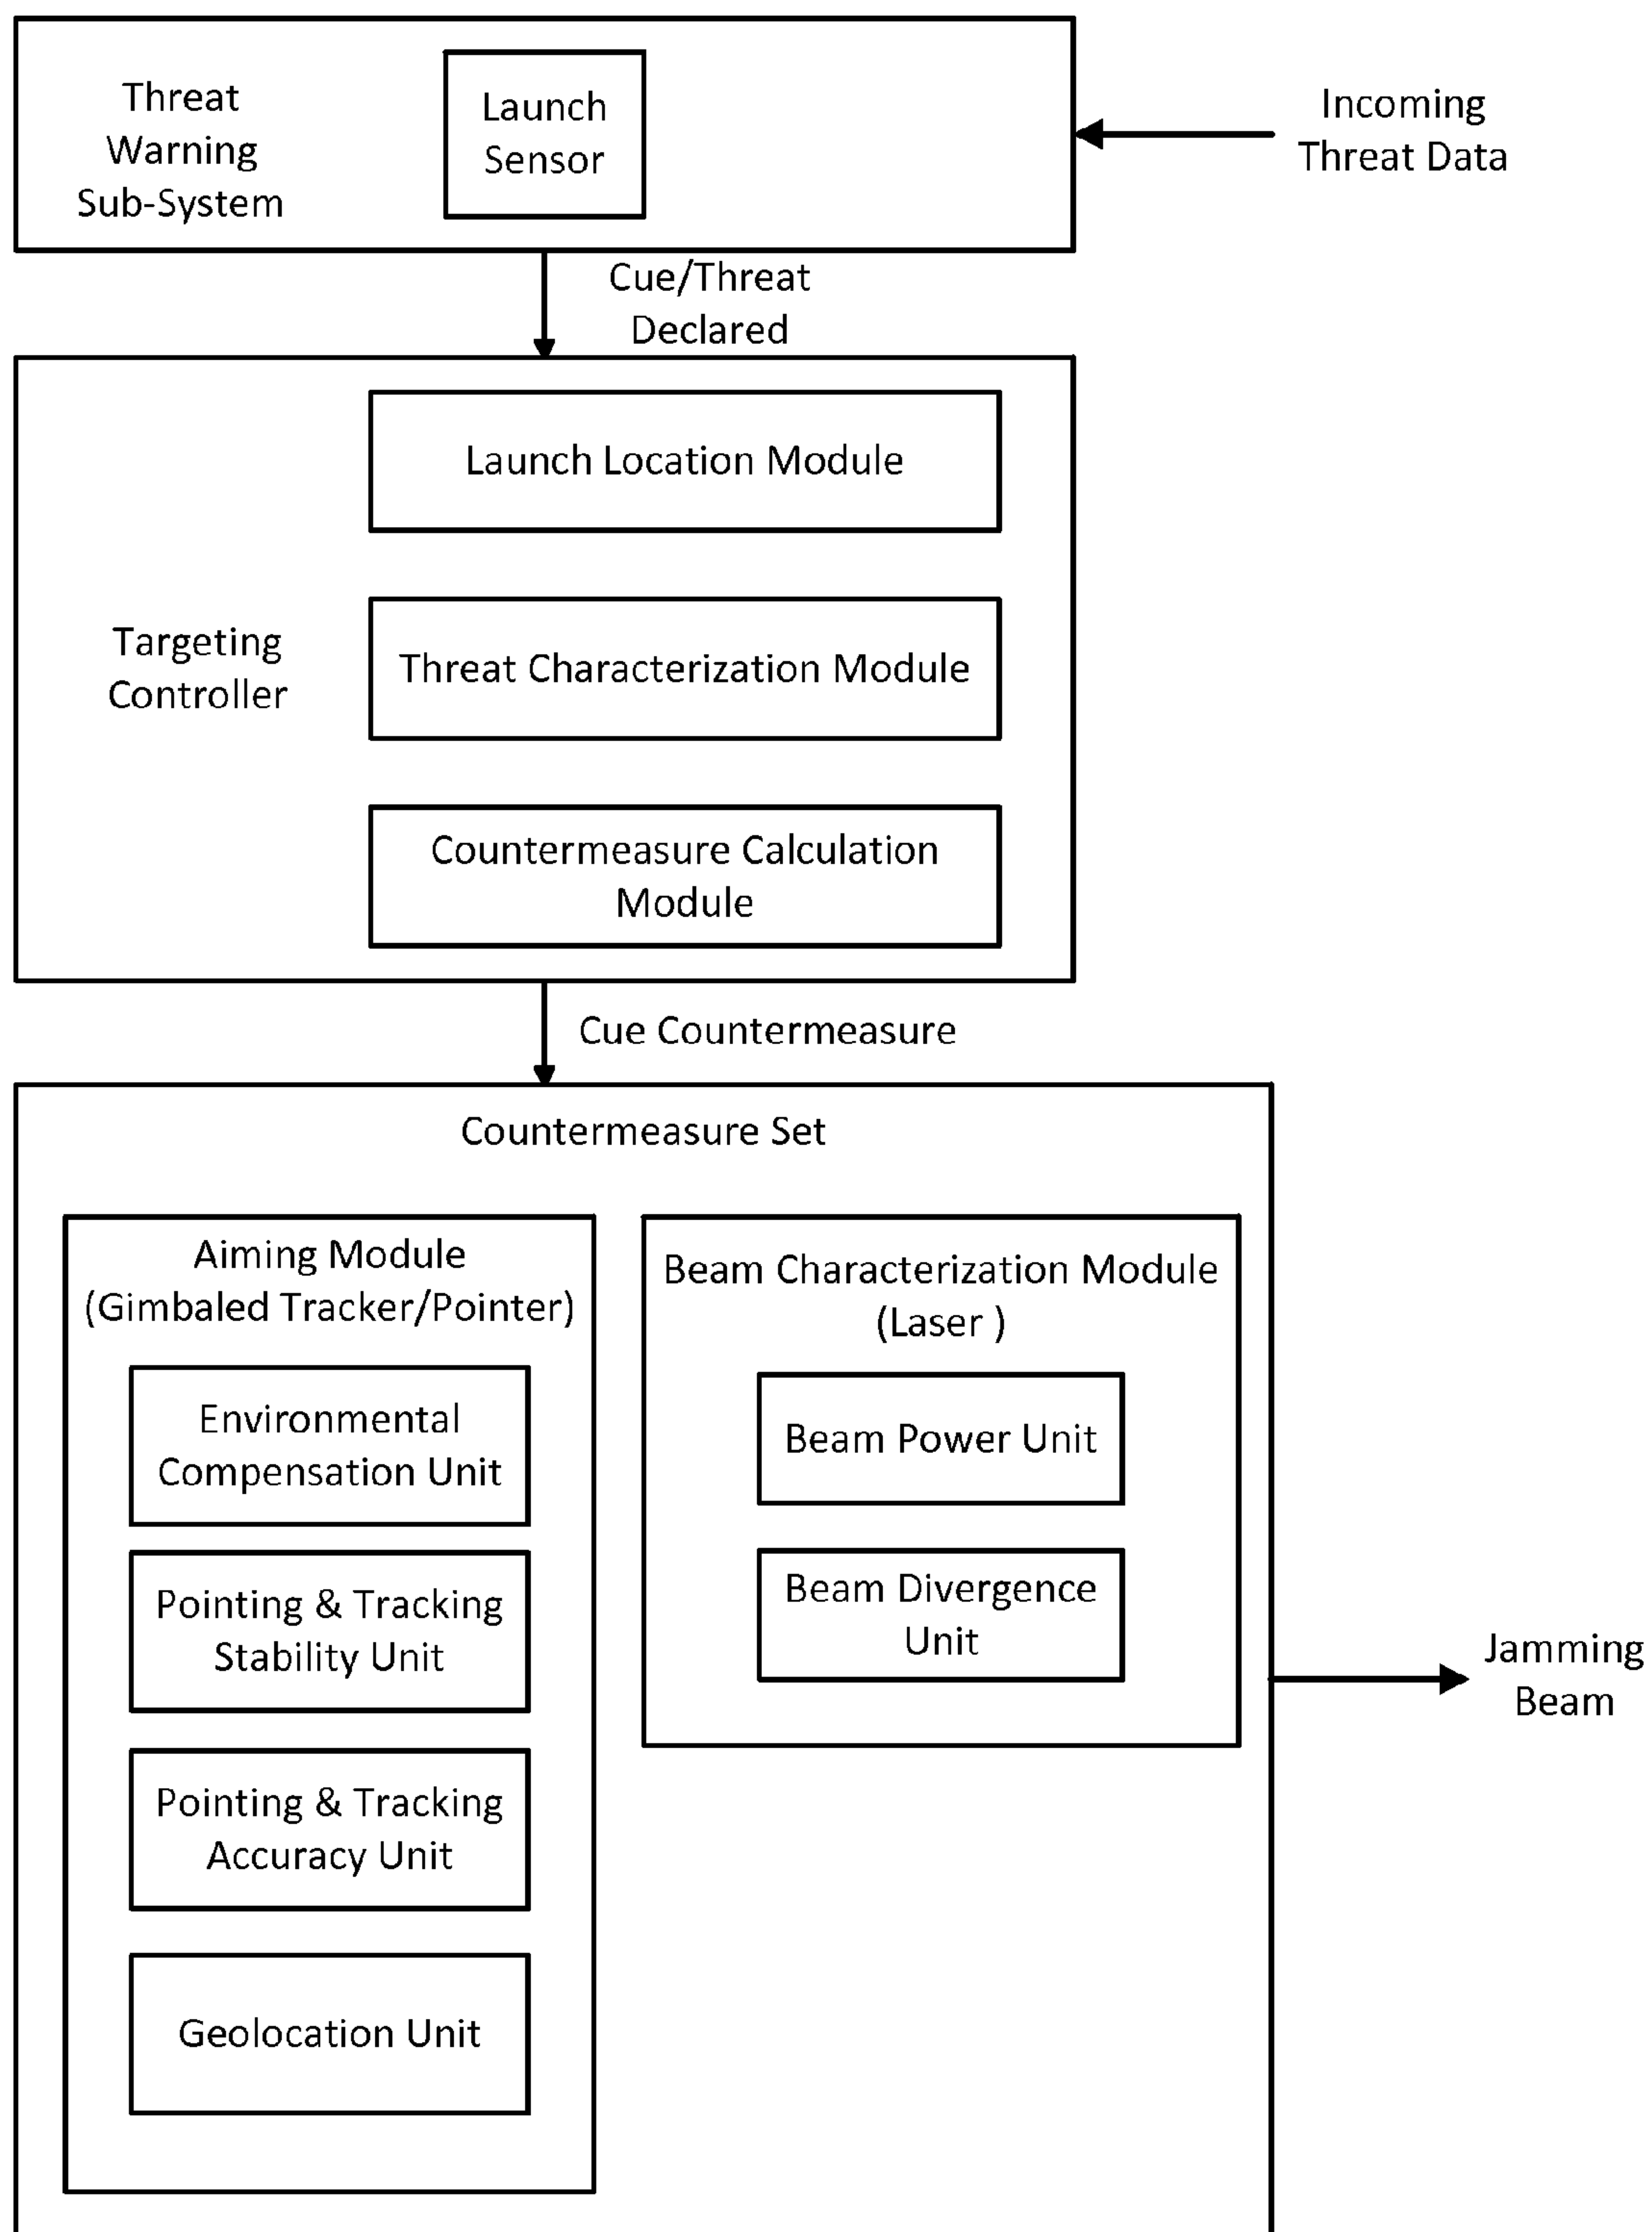 Threat
Warning
Sub-System
Launch
Sensor
Incoming
Threat Data
Cue/Threat
Declared
Launch Location Module
Targeting
Controller
Threat Characterization Module
Countermeasure Calculation
Module
Cue Countermeasure
Countermeasure Set
Aiming Module
(Gimbaled Tracker/Pointer)
Environmental
Compensation Unit
Pointing & Tracking
Stability Unit
Pointing & Tracking
Accuracy Unit
Geolocation Unit
Beam Characterization Module
(Laser )
Beam Power Unit
Beam Divergence
Unit
Jamming
Beam